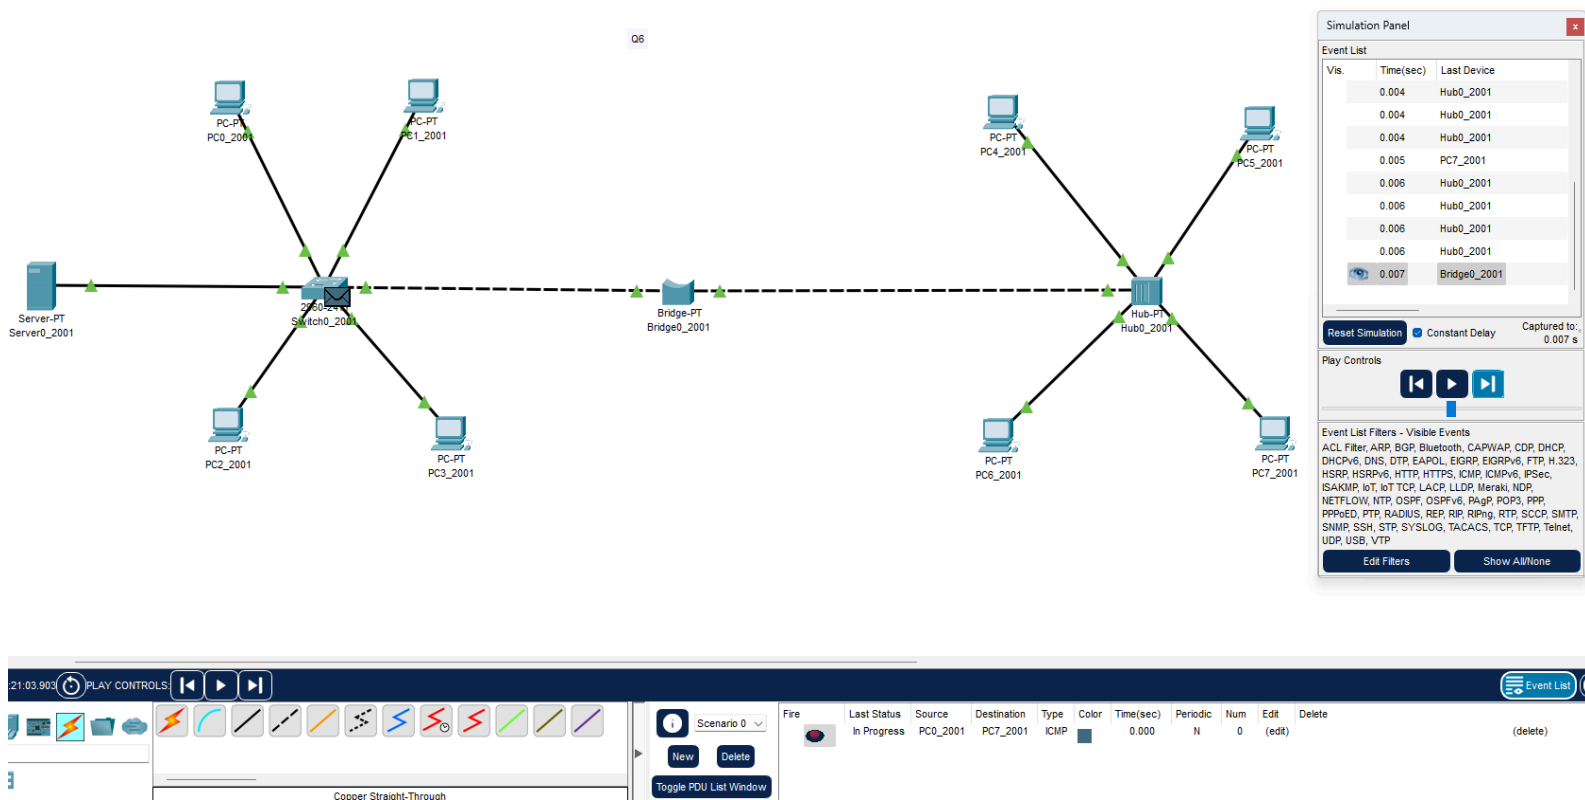 Q6
PC-PT
PC0_2001
PC-PT
PC1_2001
Server-PT
Server0_2001
Switch0_2001
Bridge-PT
Bridge0_2001
PC-PT
PC4_2001
PC-PT
PC5_2001
Hub-PT
Hub0_2001
PC-PT
PC2_2001
PC-PT
PC3_2001
PC-PT
PC6_2001
PC-PT
PC7_2001
Simulation Panel
x
Event List
Vis. Time(sec) Last Device
0.004 Hub0_2001
0.004 Hub0_2001
0.004 Hub0_2001
0.005 PC7_2001
0.006 Hub0_2001
0.006 Hub0_2001
0.006 Hub0_2001
0.006 Hub0_2001
0.007 Bridge0_2001
Reset Simulation Constant Delay Captured to:
0.007 s
Play Controls
Event List Filters - Visible Events
ACL Filter, ARP, BGP, Bluetooth, CAPWAP, CDP, DHCP,
DHCPv6, DNS, DTP, EAPOL, EIGRP, EIGRPv6, FTP, H.323,
HSRP, HSRPv6, HTTP, HTTPS, ICMP, ICMPv6, IPSec,
ISAKMP, IoT, IoT TCP, LACP, LLDP, Meraki, NDP,
NETFLOW, NTP, OSPF, OSPFv6, PAgP, POP3, PPP,
PPPoED, PTP, RADIUS, REP, RIP, RIPng, RTP, SCCP, SMTP,
SNMP, SSH, STP, SYSLOG, TACACS, TCP, TFTP, Telnet,
UDP, USB, VTP
Edit Filters Show All/None
:21:03.903 PLAY CONTROLS: Event List
Scenario 0
New Delete
Toggle PDU List Window
Fire Last Status Source Destination Type Color Time(sec) Periodic Num Edit Delete
In Progress PC0_2001 PC7_2001 ICMP 0.000 N 0 (edit) (delete)
Copper Straight-Through